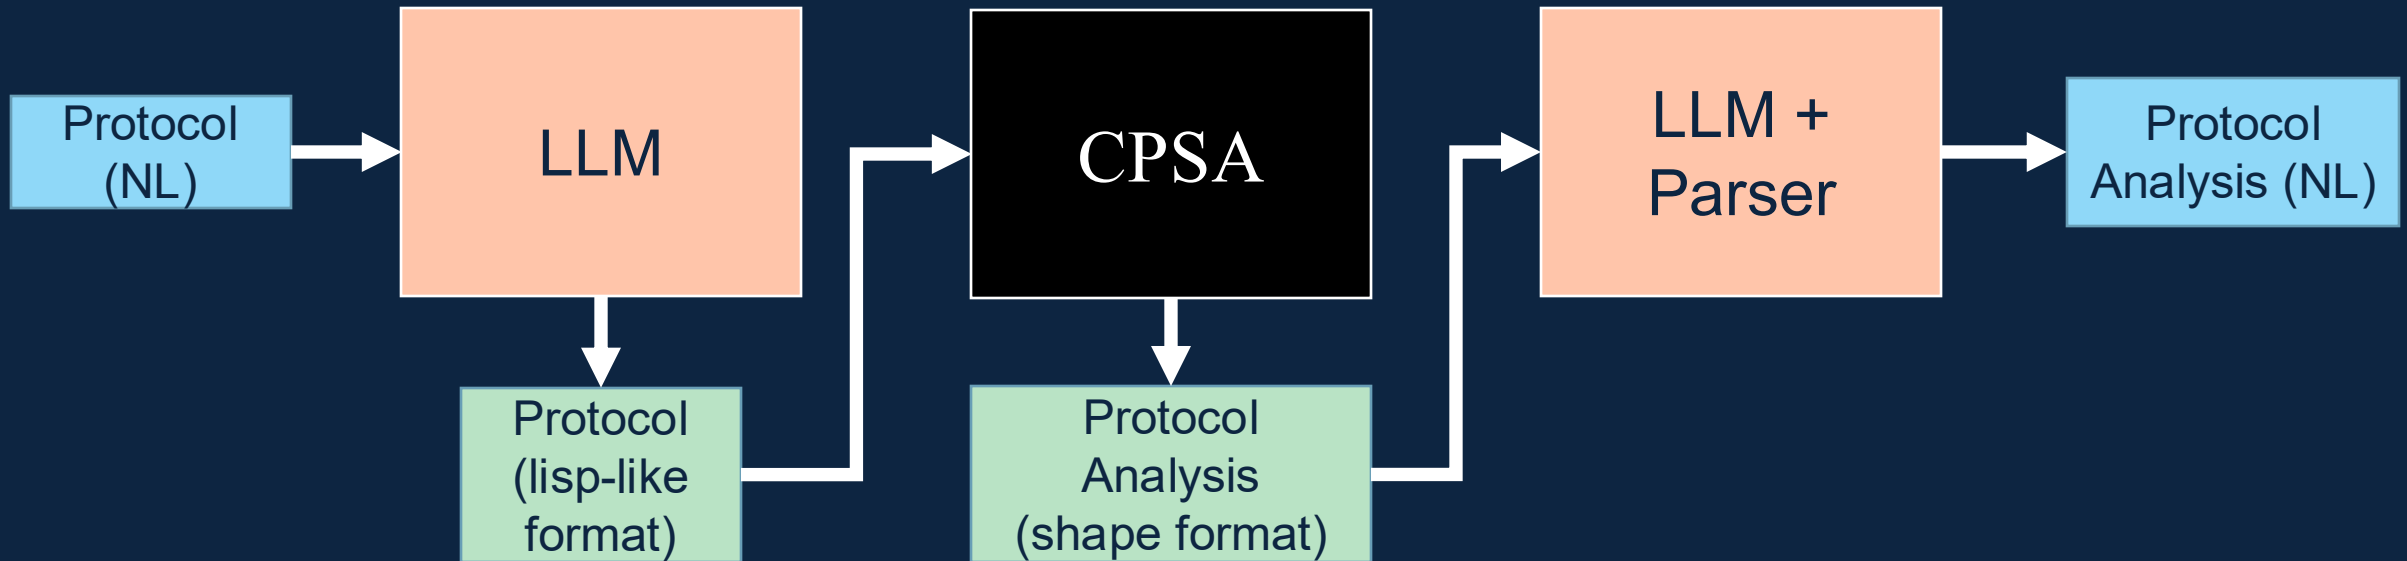 Protocol
(NL)
LLM
CPSA
LLM +
Parser
Protocol
Analysis (NL)
Protocol
(lisp-like
format)
Protocol
Analysis
(shape format)